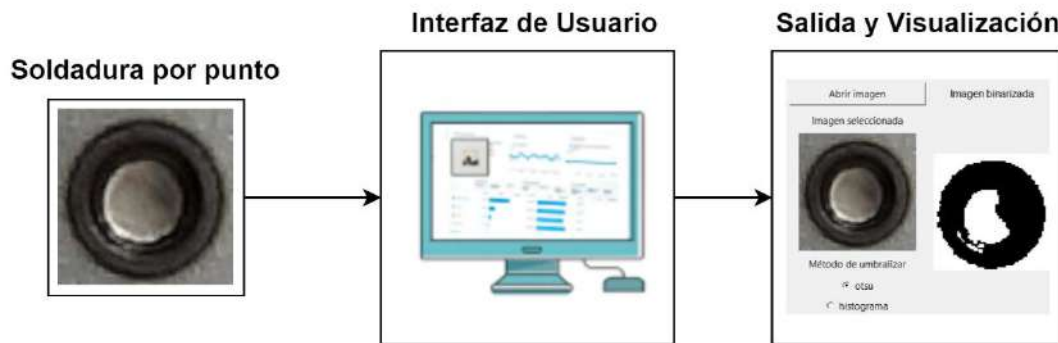 Soldadura por punto
Interfaz de Usuario
Salida y Visualización
Abrir imagen
Imagen binarizada
Imagen seleccionada
Método de umbralizar
otsu
histograma